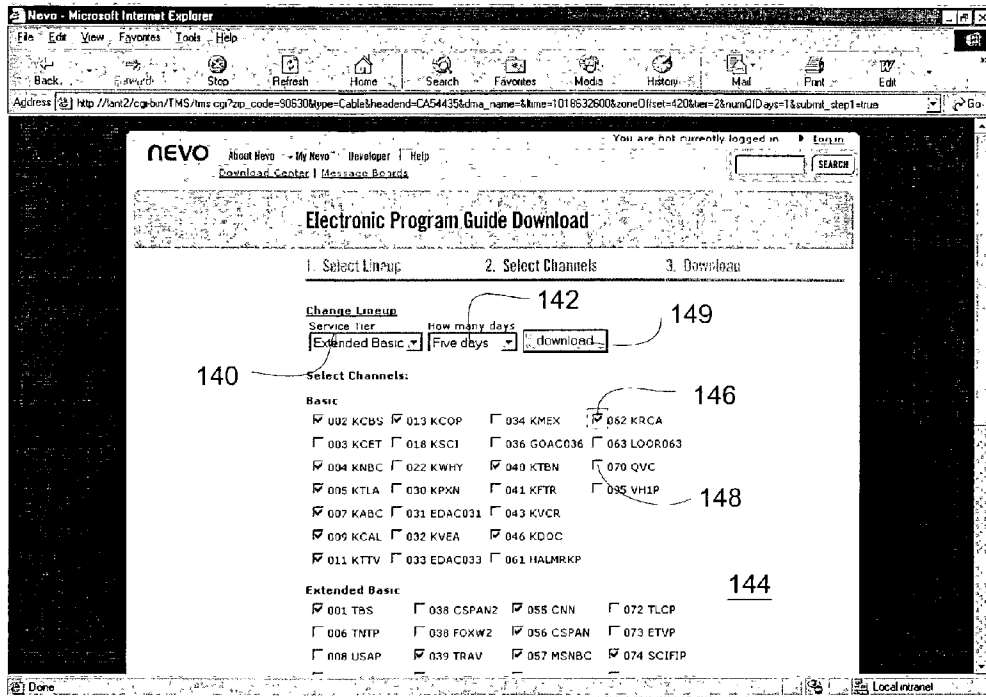 Nevo - Microsoft Internet Explorer
File Edit View Favorites Tools Help
Back Forward Stop Refresh Home Search Favorites Media History Mail Print Edit
Address http://lant2/cgi-bin/TMS/tms.cgi?zip_code=90630&type=Cable&headend=CA54435&dma_name=&ltime=1018632600&zoneOffset=420&tier=2&numOfDays=1&submit_step1=true Go
You are not currently logged in Log in
nevo About Nevo My Nevo™ Developer | Help
SEARCH
Download Center | Message Boards
Electronic Program Guide Download
1. Select Lineup 2. Select Channels 3. Download
Change Lineup
142
149
Service Tier How many days
Extended Basic Five days download
140
Select Channels:
146
Basic
002 KCBS 013 KCOP 034 KMEX 062 KRCA
003 KCET 018 KSCI 036 GOAC036 063 LOOR063
004 KNBC 022 KWHY 040 KTBN 070 QVC
005 KTLA 030 KPXN 041 KFTR 095 VH1P
148
007 KABC 031 EDAC031 043 KVCR
009 KCAL 032 KVEA 046 KDOC
011 KTTV 033 EDAC033 061 HALMRKP
144
Extended Basic
001 TBS 038 CSPAN2 055 CNN 072 TLCP
006 TNTP 038 FOXW2 056 CSPAN 073 ETVP
008 USAP 039 TRAV 057 MSNBC 074 SCIFIP
Done Local intranet